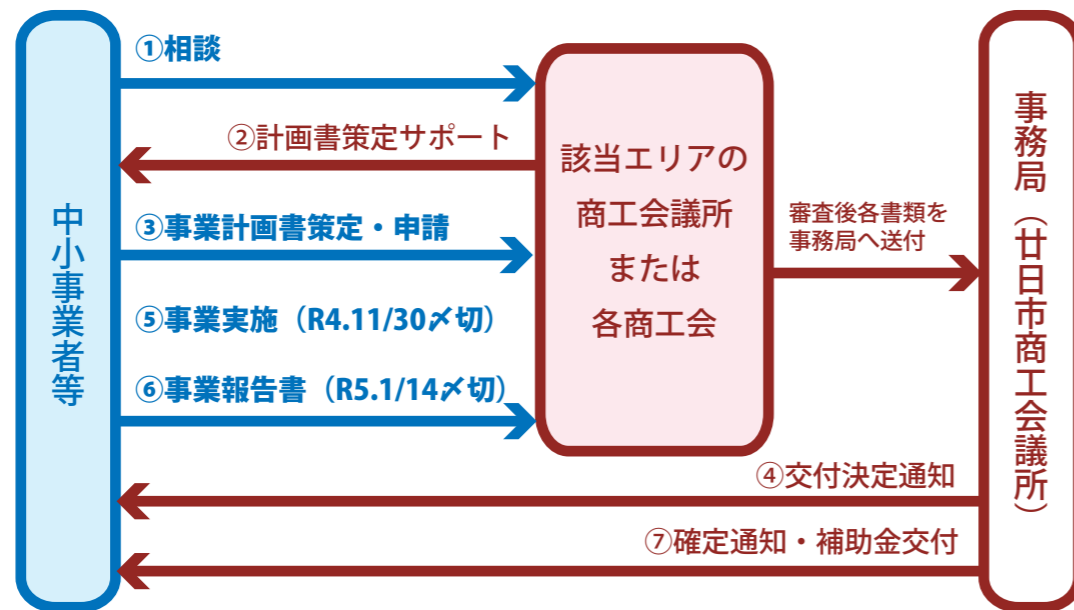 中小事業者等
①相談
②計画書策定サポート
③事業計画書策定・申請
⑤事業実施（R4.11/30〆切）
⑥事業報告書（R5.1/14〆切）
該当エリアの
商工会議所
または
各商工会
審査後各書類を
事務局へ送付
④交付決定通知
⑦確定通知・補助金交付
事務局（廿日市商工会議所）